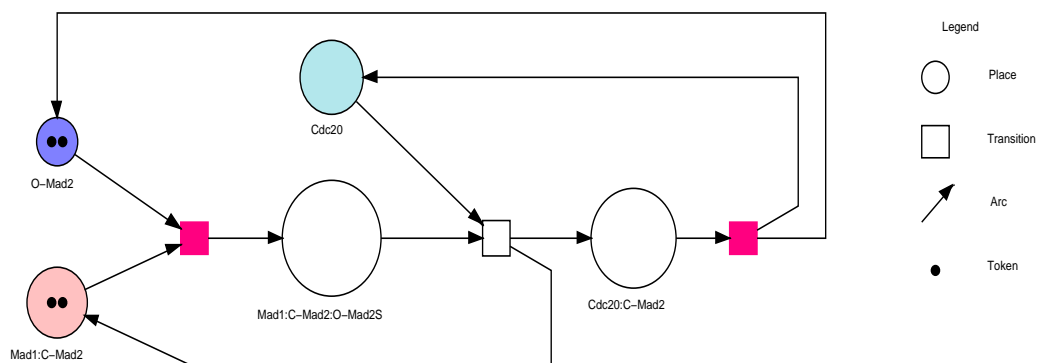 Legend
Place
Cdc20
Transition
O–Mad2
Arc
Token
Cdc20:C–Mad2
Mad1:C–Mad2:O–Mad2S
Mad1:C–Mad2